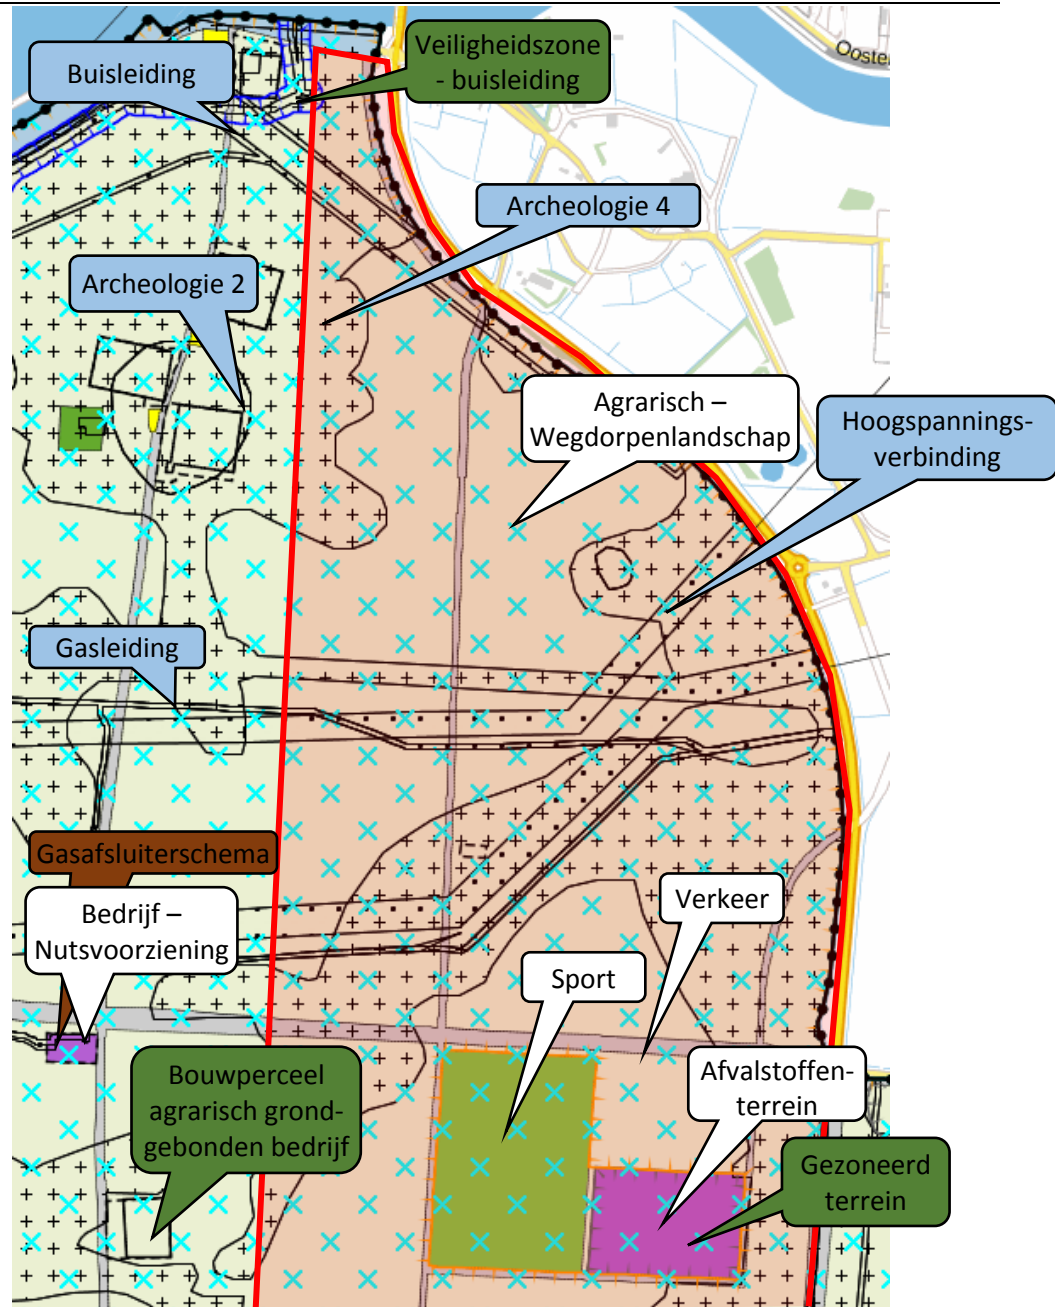 Ooster
Buisleiding
Veiligheidszone
- buisleiding
Archeologie 4
Archeologie 2
Agrarisch –
Wegdorpenlandschap
Hoogspannings-
verbinding
Gasleiding
Gasafsluiterschema
Bedrijf –
Nutsvoorziening
Verkeer
Sport
Afvalstoffen-
terrein
Bouwperceel
agrarisch grond-
gebonden bedrijf
Gezoneerd
terrein